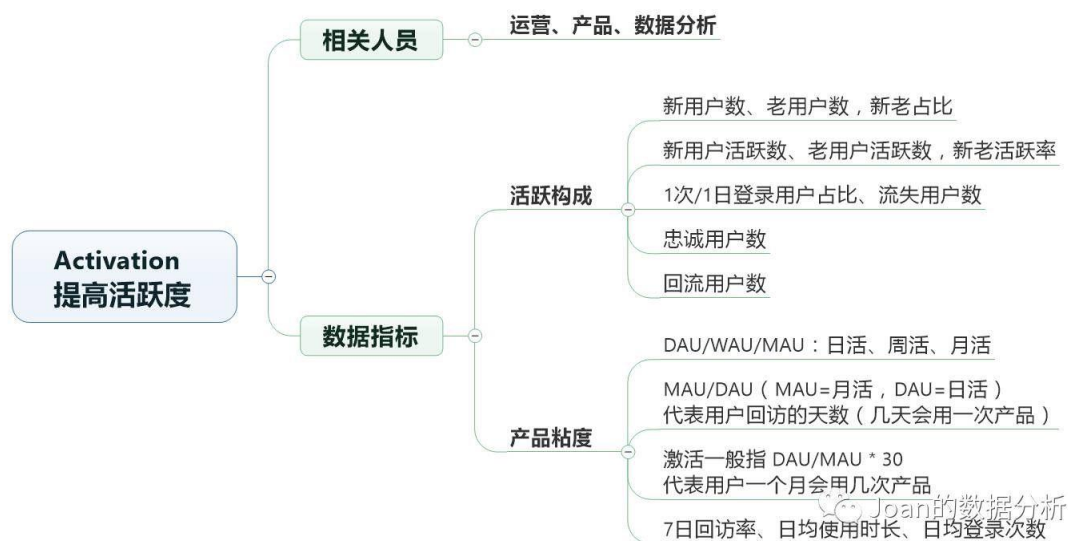 相关人员
运营、产品、数据分析
Activation
提高活跃度
数据指标
活跃构成
新用户数、老用户数，新老占比
新用户活跃数、老用户活跃数，新老活跃率
1次/1日登录用户占比、流失用户数
忠诚用户数
回流用户数
产品粘度
DAU/WAU/MAU：日活、周活、月活
MAU/DAU（MAU=月活，DAU=日活）
代表用户回访的天数（几天会用一次产品）
激活一般指 DAU/MAU * 30
代表用户一个月会用几次产品
7日回访率、日均使用时长、日均登录次数
Joan的数据分析